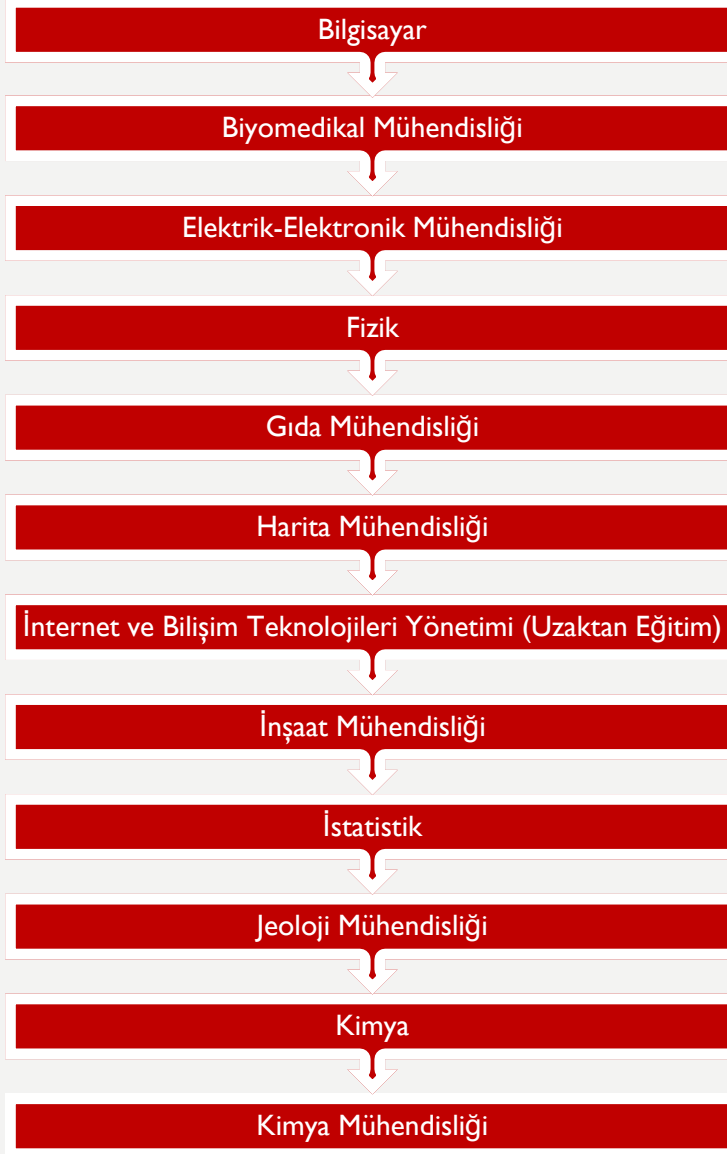 Bilgisayar
Biyomedikal Mühendisliği
Elektrik-Elektronik Mühendisliği
Fizik
Gıda Mühendisliği
Harita Mühendisliği
İnternet ve Bilişim Teknolojileri Yönetimi (Uzaktan Eğitim)
İnşaat Mühendisliği
İstatistik
Jeoloji Mühendisliği
Kimya
Kimya Mühendisliği